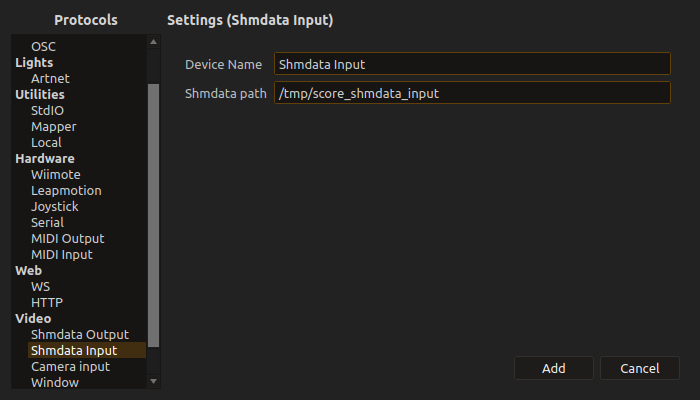 Protocols
OSC
Lights
Artnet
Utilities
StdIO
Mapper
Local
Hardware
Wiimote
Leapmotion
Joystick
Serial
MIDI Output
MIDI Input
Web
WS
HTTP
Video
Shmdata Output
Shmdata Input
Camera input
Window
Settings (Shmdata Input)
Device Name Shmdata Input
Shmdata path /tmp/score_shmdata_input
Add Cancel